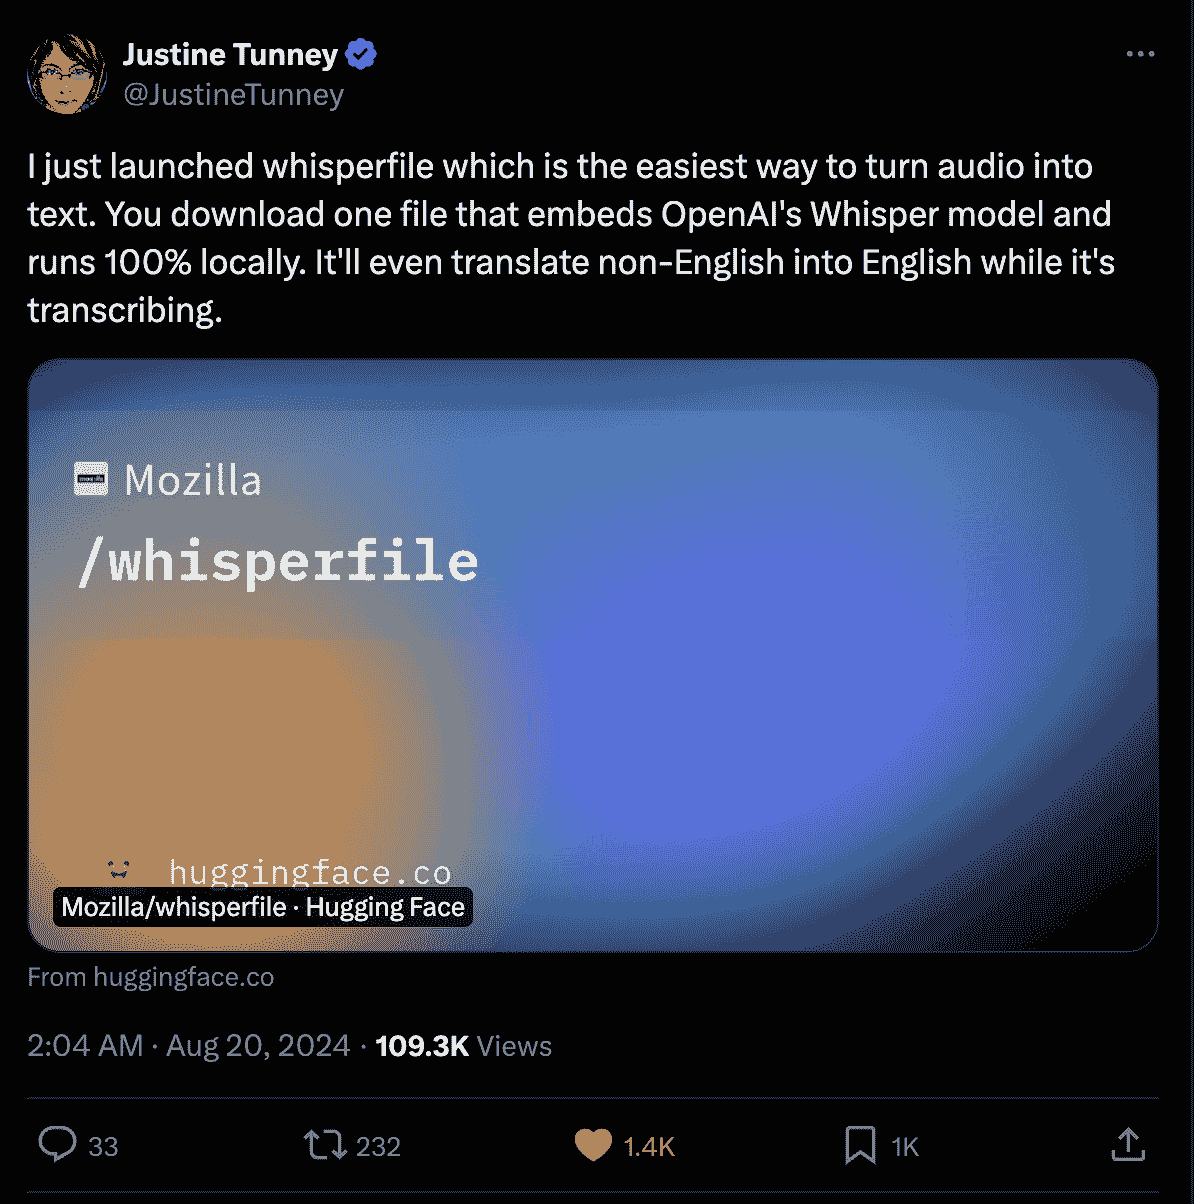 Justine Tunney
@JustineTunney
I just launched whisperfile which is the easiest way to turn audio into
text. You download one file that embeds OpenAI's Whisper model and
runs 100% locally. It'll even translate non-English into English while it's
transcribing.
Mozilla
/whisperfile
huggingface.co
Mozilla/whisperfile · Hugging Face
From huggingface.co
2:04 AM · Aug 20, 2024 · 109.3K Views
33 232 1.4K 1K